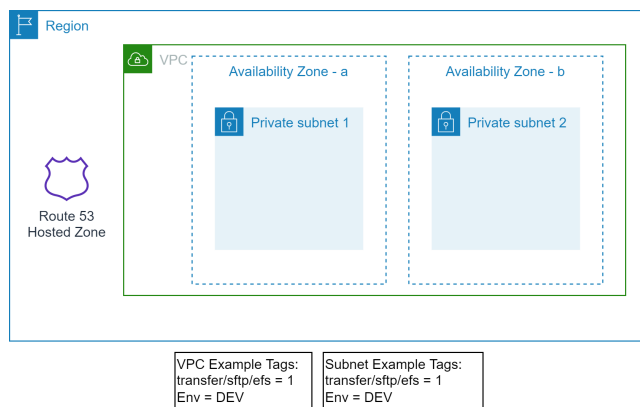 Region
VPC
Availability Zone - a
Availability Zone - b
Private subnet 1
Private subnet 2
Route 53
Hosted Zone
VPC Example Tags:
transfer/sftp/efs = 1
Env = DEV
Subnet Example Tags:
transfer/sftp/efs = 1
Env = DEV